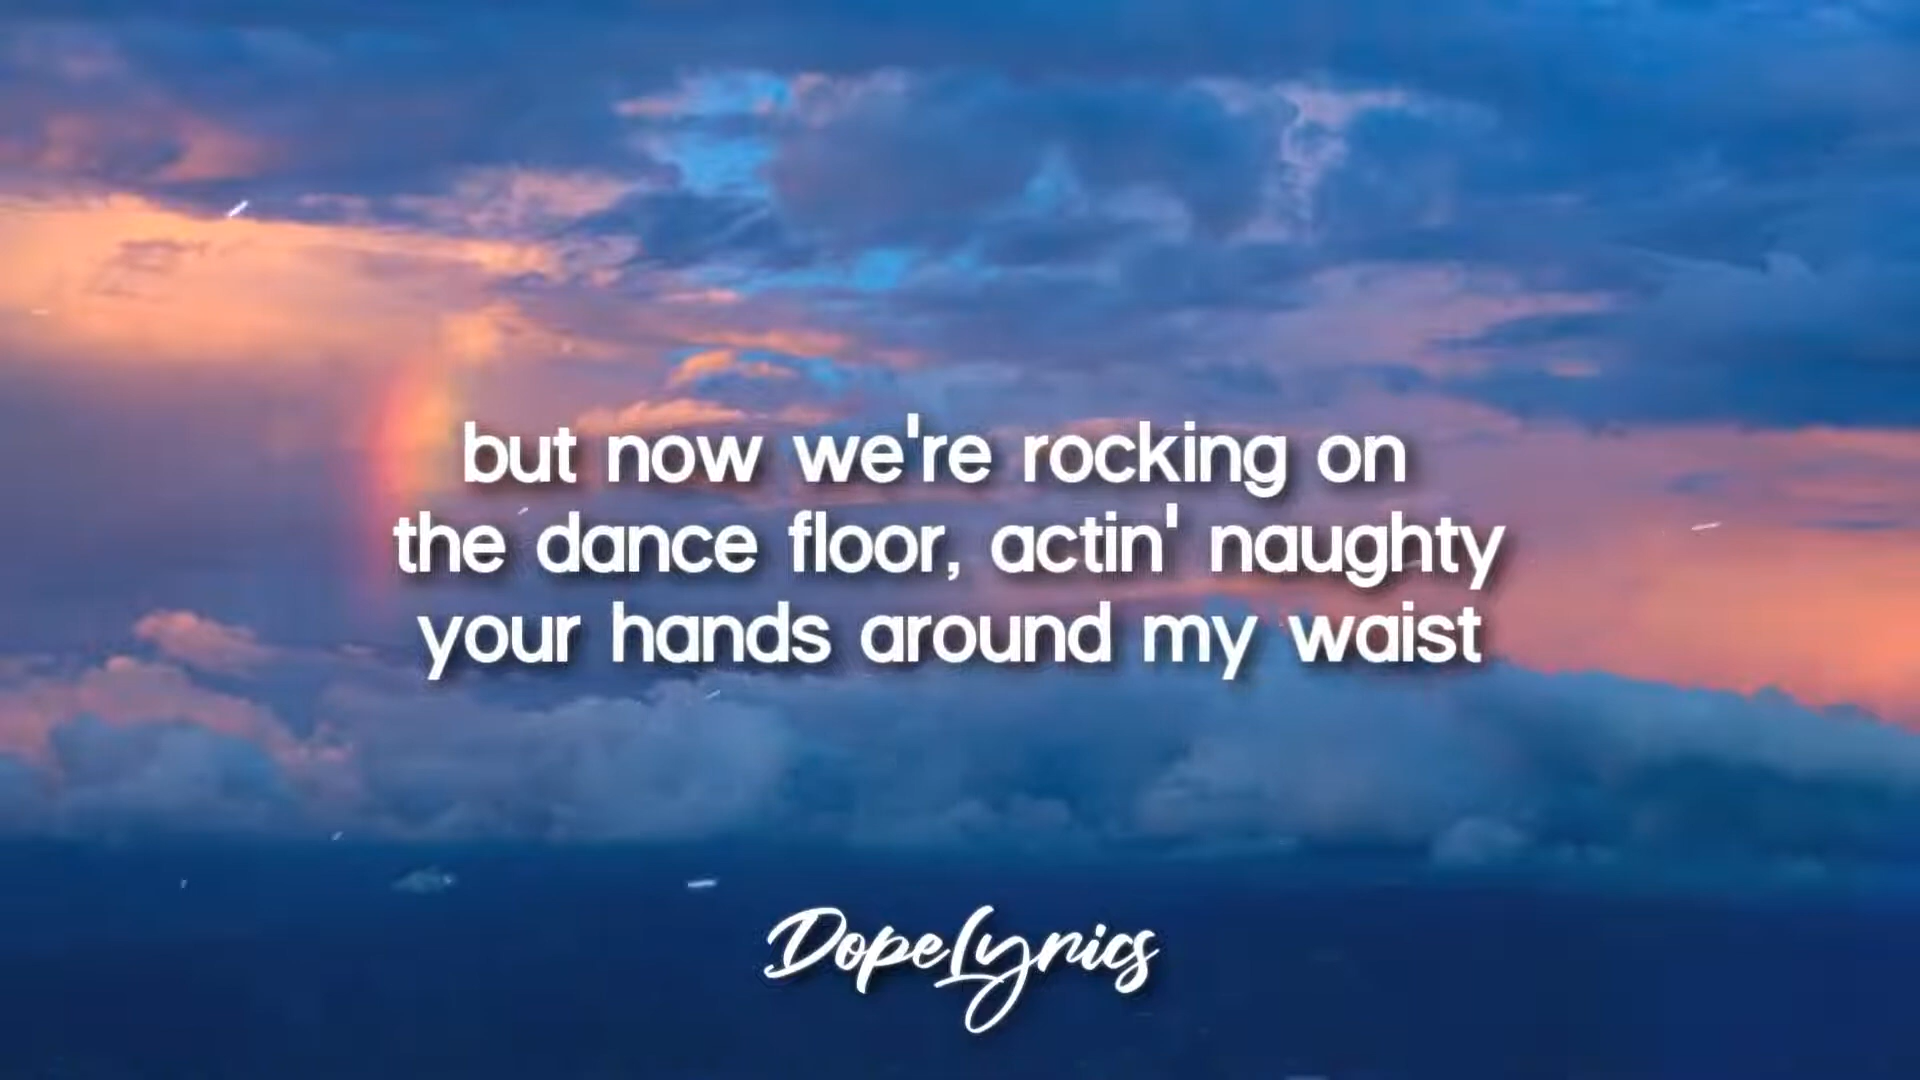 but now we're rocking on
the dance floor, actin' naughty
your hands around my waist
DopeLyrics